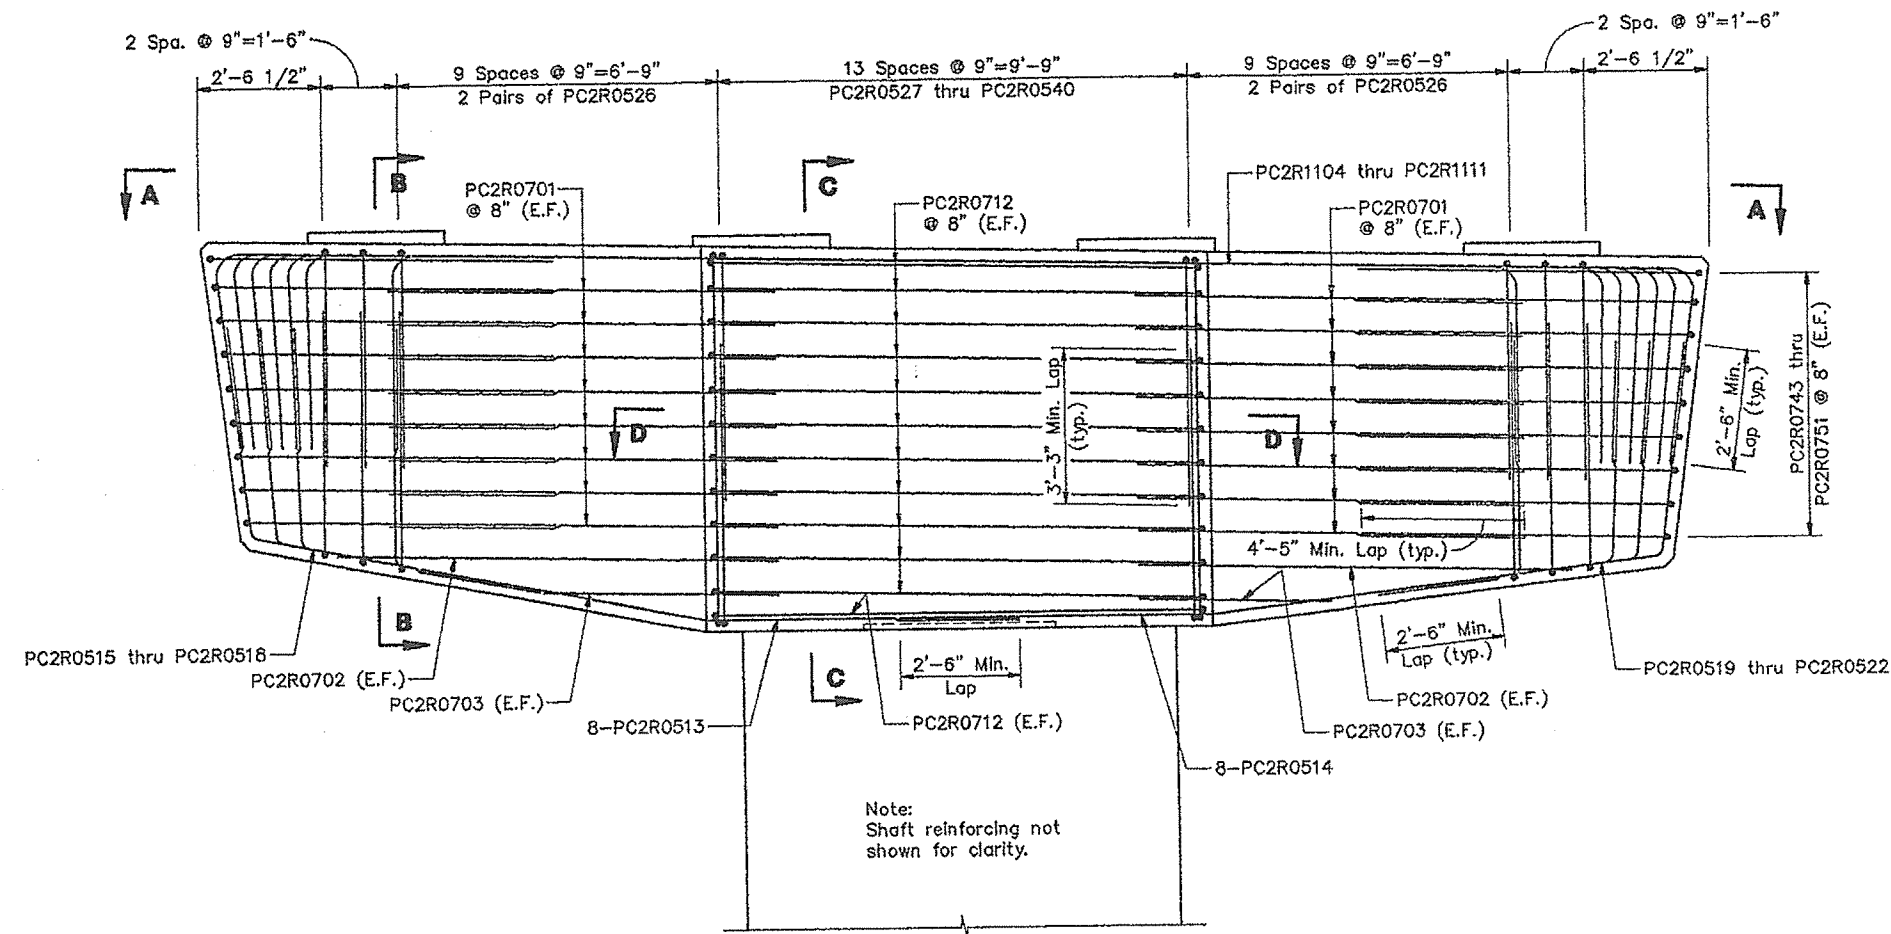 2 Spa. @ 9"=1'-6"
2 Spa. @ 9"=1'-6"
2'-6 1/2"
9 Spaces @ 9"=6'-9"
2 Pairs of PC2R0526
13 Spaces @ 9"=9'-9"
PC2R0527 thru PC2R0540
9 Spaces @ 9"=6'-9"
2 Pairs of PC2R0526
2'-6 1/2"
A
B
C
A
PC2R0701
@ 8" (E.F.)
PC2R0712
@ 8" (E.F.)
PC2R1104 thru PC2R1111
PC2R0701
@ 8" (E.F.)
D
D
3'-3" Min. Lap
(typ.)
2'-6" Min.
Lap (typ.)
PC2R0743 thru
PC2R0751 @ 8" (E.F.)
4'-5" Min. Lap (typ.)
B
C
PC2R0515 thru PC2R0518
PC2R0702 (E.F.)
PC2R0703 (E.F.)
8-PC2R0513
2'-6" Min.
Lap
PC2R0712 (E.F.)
2'-6" Min.
Lap (typ.)
PC2R0519 thru PC2R0522
PC2R0702 (E.F.)
PC2R0703 (E.F.)
8-PC2R0514
Note:
Shaft reinforcing not
shown for clarity.